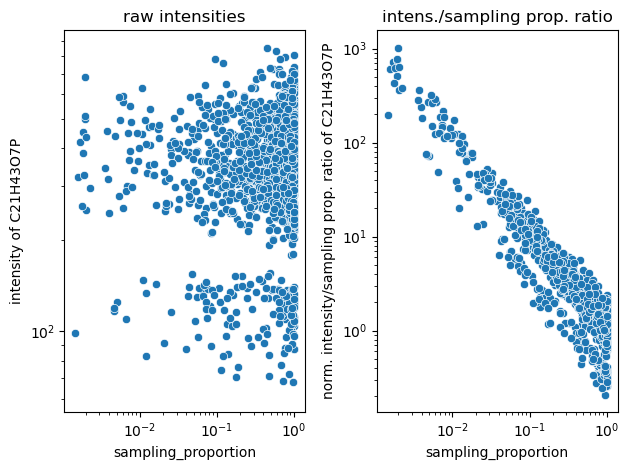 raw intensities
intensity of C21H43O7P
10²
10⁻² 10⁻¹ 10⁰
sampling_proportion
intens./sampling prop. ratio
norm. intensity/sampling prop. ratio of C21H43O7P
10³
10²
10¹
10⁰
10⁻² 10⁻¹ 10⁰
sampling_proportion